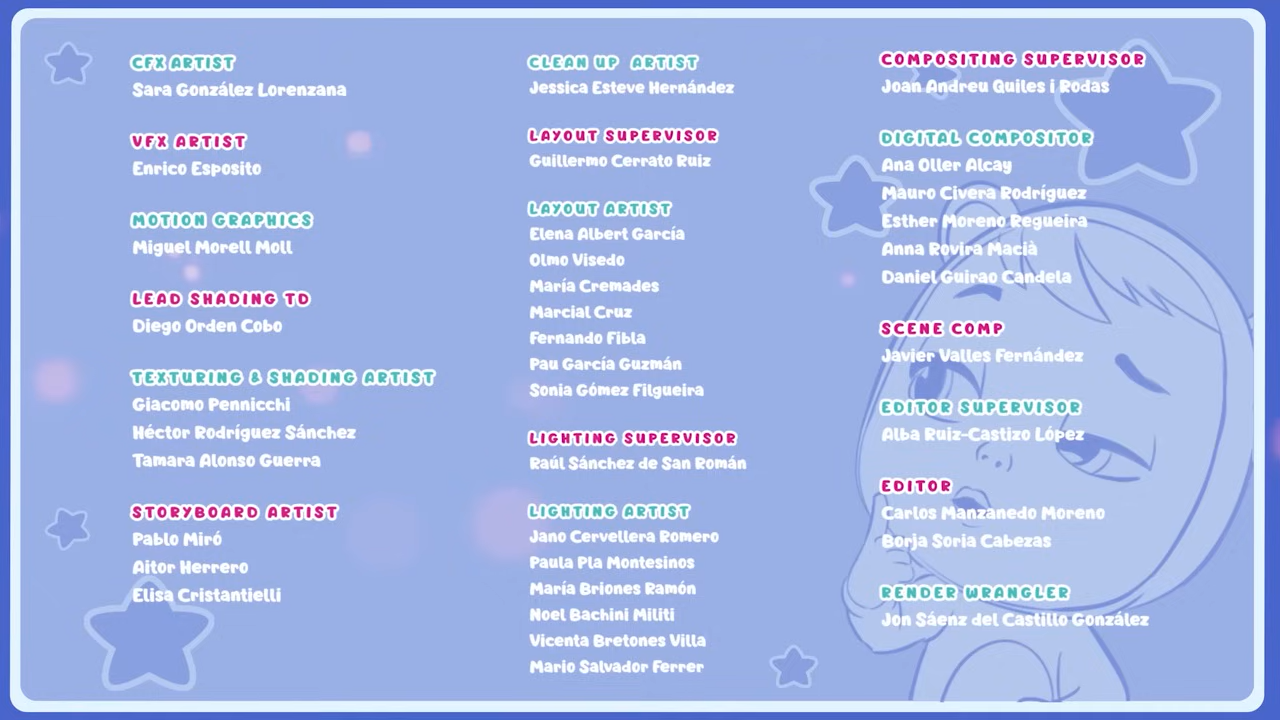 CFX ARTIST
Sara González Lorenzana
VFX ARTIST
Enrico Esposito
MOTION GRAPHICS
Miguel Morell Moll
LEAD SHADING TD
Diego Orden Cobo
TEXTURING & SHADING ARTIST
Giacomo Pennicchi
Héctor Rodríguez Sánchez
Tamara Alonso Guerra
STORYBOARD ARTIST
Pablo Miró
Aitor Herrero
Elisa Cristantielli
CLEAN UP ARTIST
Jessica Esteve Hernández
LAYOUT SUPERVISOR
Guillermo Cerrato Ruiz
LAYOUT ARTIST
Elena Albert García
Olmo Visedo
María Cremades
Marcial Cruz
Fernando Fibla
Pau García Guzmán
Sonia Gómez Filgueira
LIGHTING SUPERVISOR
Raúl Sánchez de San Román
LIGHTING ARTIST
Jano Cervellera Romero
Paula Pla Montesinos
María Briones Ramón
Noel Bachini Militi
Vicenta Bretones Villa
Mario Salvador Ferrer
COMPOSITING SUPERVISOR
Joan Andreu Quiles i Rodas
DIGITAL COMPOSITOR
Ana Oller Alcay
Mauro Civera Rodríguez
Esther Moreno Regueira
Anna Rovira Macià
Daniel Guirao Candela
SCENE COMP
Javier Valles Fernández
EDITOR SUPERVISOR
Alba Ruiz-Castizo López
EDITOR
Carlos Manzanedo Moreno
Borja Soria Cabezas
RENDER WRANGLER
Jon Sáenz del Castillo González